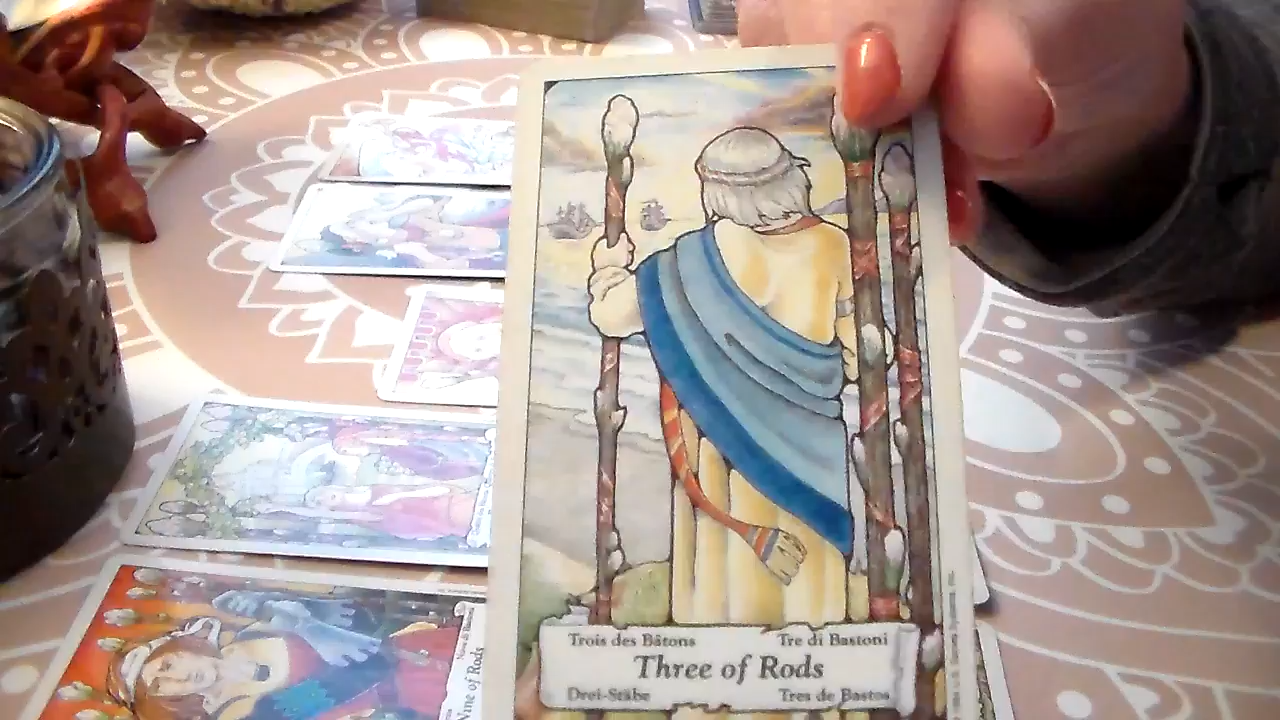 Trois des Bâtons Tre di Bastoni
Three of Rods
Drei-Stäbe Tres de Bastos
Nine of Rods